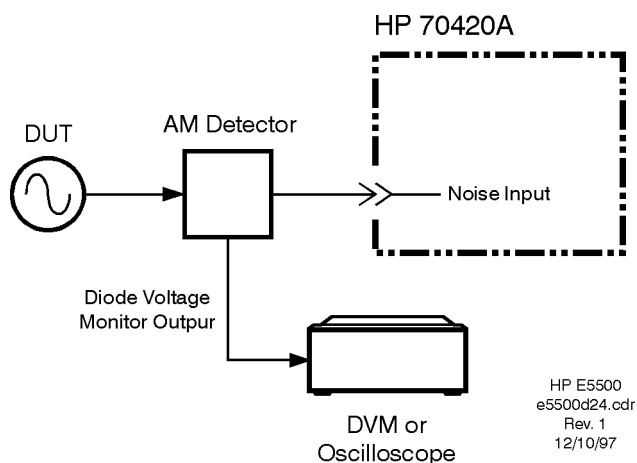 HP 70420A
AM Detector
DUT
Noise Input
Diode Voltage
Monitor Outpur
DVM or
Oscilloscope
HP E5500
e5500d24.cdr
Rev. 1
12/10/97